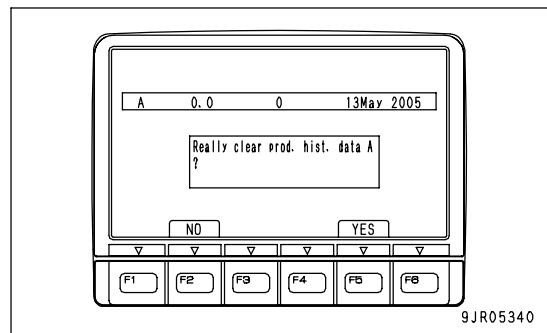 A 0.0 0 13May 2005
Really clear prod. hist. data A
?
NO YES
F1 F2 F3 F4 F5 F6
9JR05340